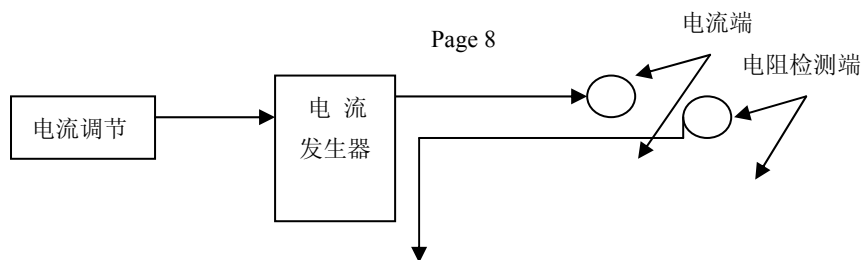 Page 8
电流端
电阻检测端
电流调节
电 流
发生器